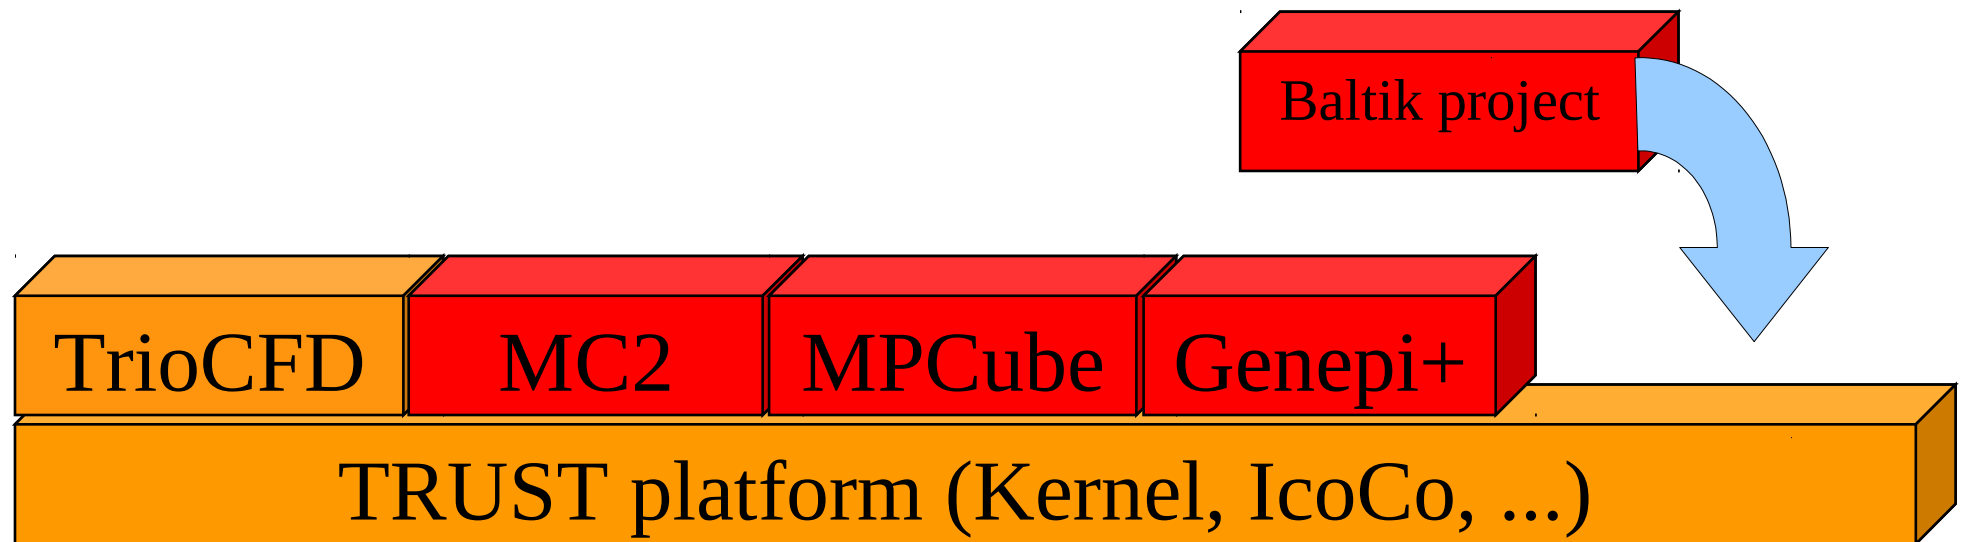 Baltik project
TrioCFD MC2 MPCube Genepi+
TRUST platform (Kernel, IcoCo, ...)